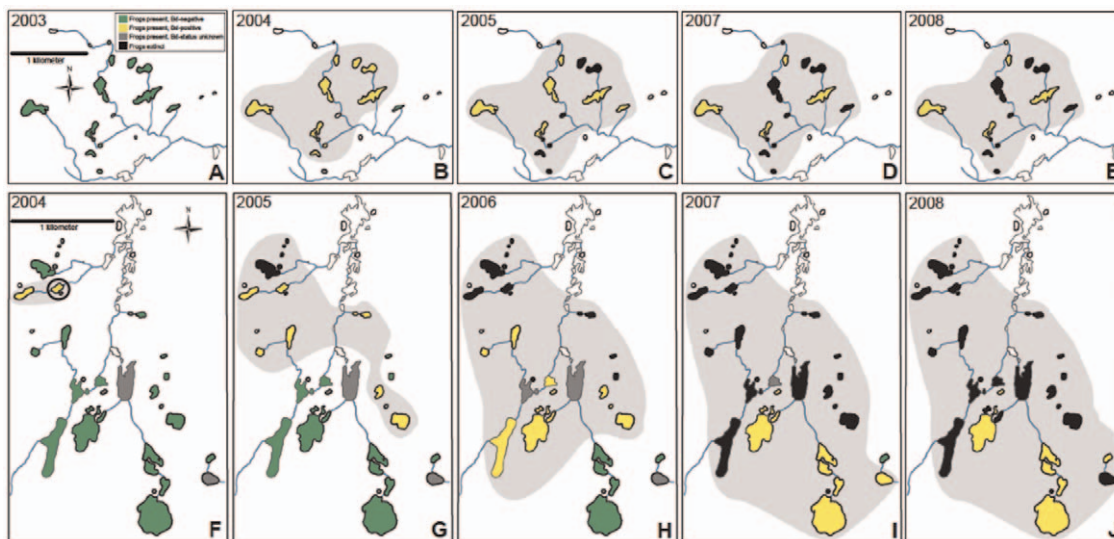 2003
Frogs present, Bd-negative
Frogs present, Bd-positive
Frogs present, Bd-status unknown
Frogs extinct
1 kilometer
N
A
2004
B
2005
C
2007
D
2008
E
2004
1 kilometer
N
F
2005
G
2006
H
2007
I
2008
J